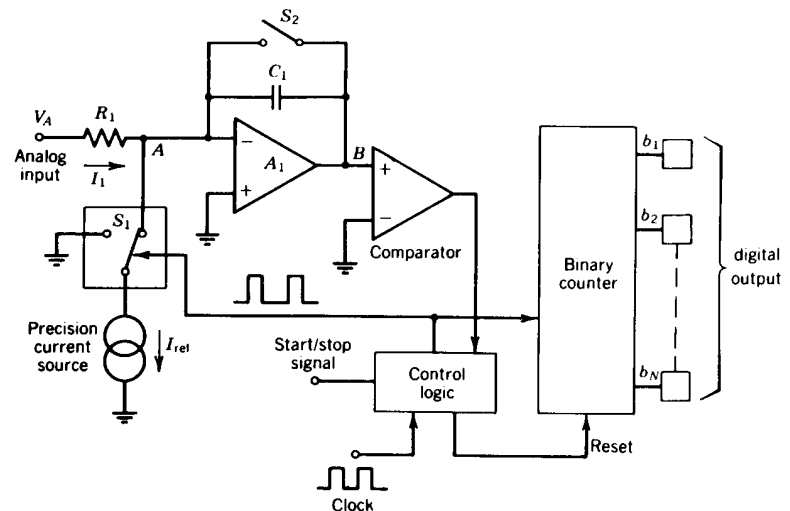 S2
C1
VA
R1
Analog
input
I1
A
−
+
A1
B
+
−
Comparator
S1
Precision
current
source
Iref
Start/stop
signal
Control
logic
Clock
Reset
Binary
counter
b1
b2
bN
digital
output